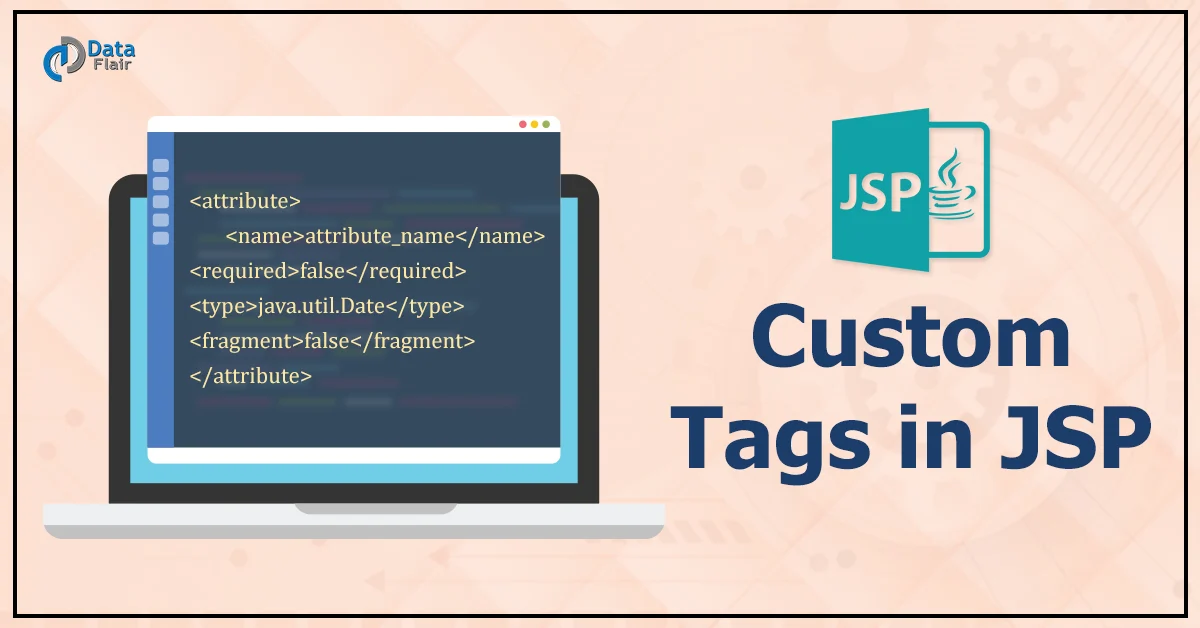 Data
Flair
<attribute>
<name>attribute_name</name>
<required>false</required>
<type>java.util.Date</type>
<fragment>false</fragment>
</attribute>
JSP
Custom
Tags in JSP